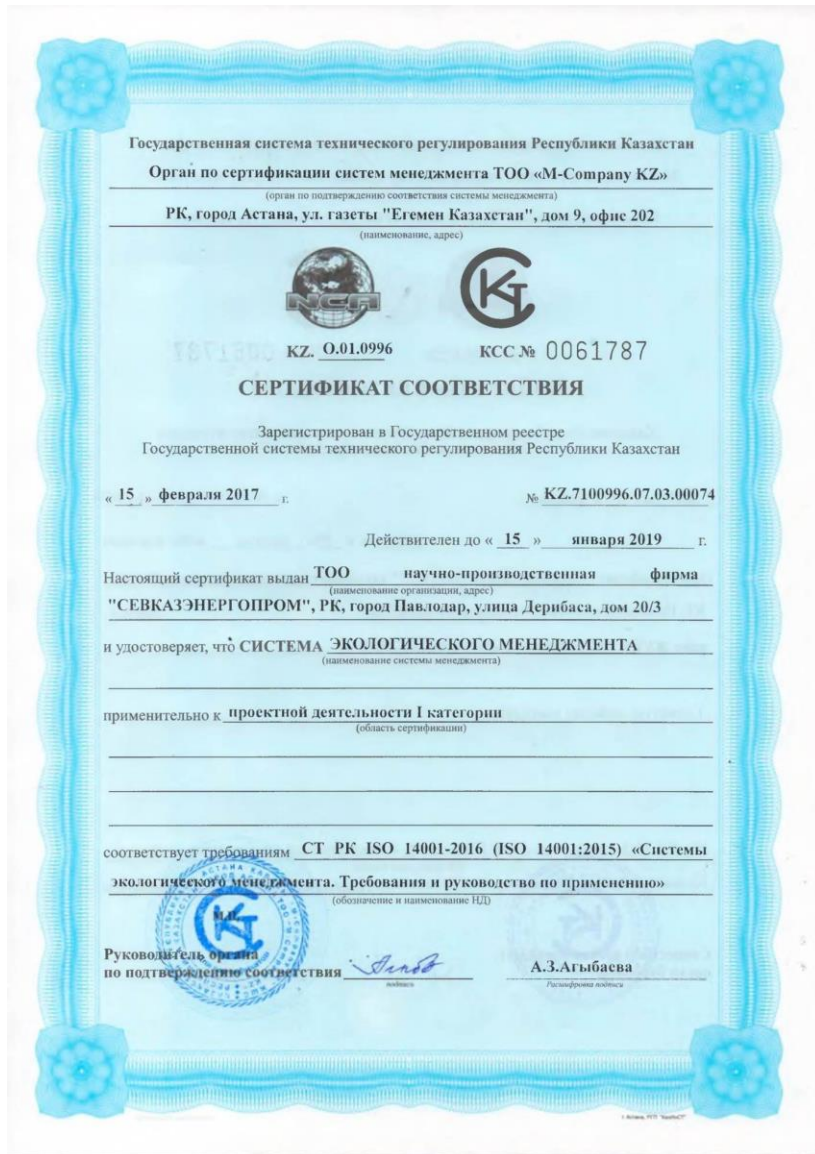 Государственная система технического регулирования Республики Казахстан
Орган по сертификации систем менеджмента ТОО «M-Company KZ»
(орган по подтверждению соответствия системы менеджмента)
РК, город Астана, ул. газеты "Егемен Казахстан", дом 9, офис 202
(наименование, адрес)
NCA КТ
KZ. О.01.0996 КСС № 0061787
СЕРТИФИКАТ СООТВЕТСТВИЯ
Зарегистрирован в Государственном реестре
Государственной системы технического регулирования Республики Казахстан
« 15 » февраля 2017 г. № KZ.7100996.07.03.00074
Действителен до « 15 » января 2019 г.
Настоящий сертификат выдан ТОО научно-производственная фирма
(наименование организации, адрес)
"СЕВКАЗЭНЕРГОПРОМ", РК, город Павлодар, улица Дерибаса, дом 20/3
и удостоверяет, что СИСТЕМА ЭКОЛОГИЧЕСКОГО МЕНЕДЖМЕНТА
(наименование системы менеджмента)
применительно к проектной деятельности I категории
(область сертификации)
соответствует требованиям СТ РК ISO 14001-2016 (ISO 14001:2015) «Системы
экологического менеджмента. Требования и руководство по применению»
(обозначение и наименование НД)
М.П.
Руководитель органа
по подтверждению соответствия А.З.Агыбаева
подпись Расшифровка подписи